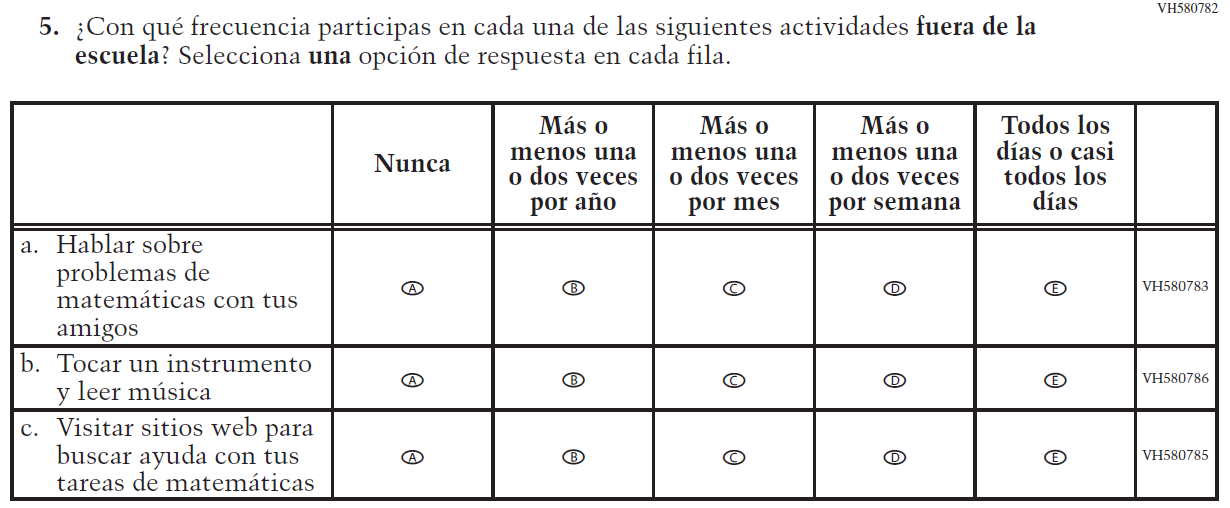 VH580782
5. ¿Con qué frecuencia participas en cada una de las siguientes actividades fuera de la
escuela? Selecciona una opción de respuesta en cada fila.
Nunca
Más o
menos una
o dos veces
por año
Más o
menos una
o dos veces
por mes
Más o
menos una
o dos veces
por semana
Todos los
días o casi
todos los
días
a. Hablar sobre
problemas de
matemáticas con tus
amigos
A B C D E VH580783
b. Tocar un instrumento
y leer música
A B C D E VH580786
c. Visitar sitios web para
buscar ayuda con tus
tareas de matemáticas
A B C D E VH580785